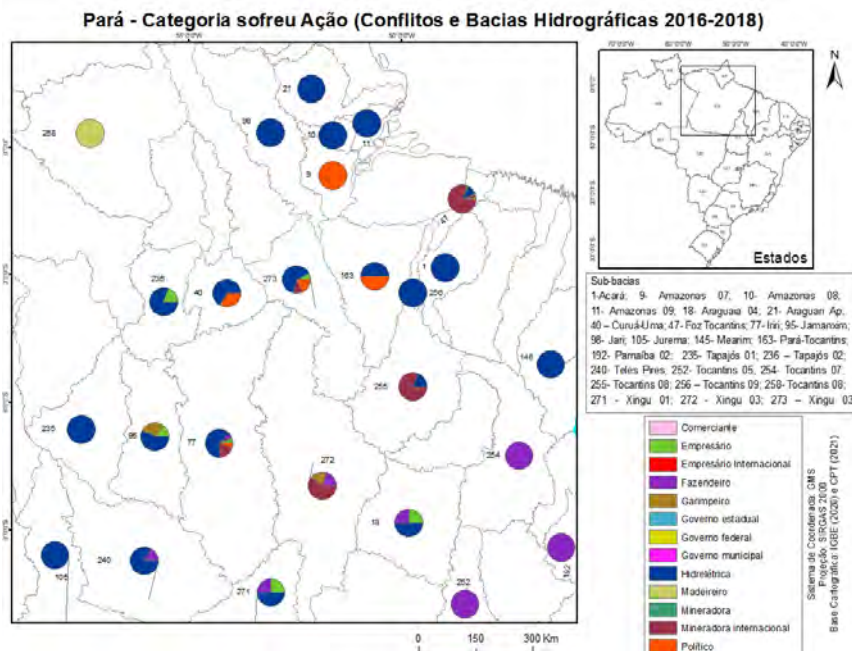 Pará - Categoria sofreu Ação (Conflitos e Bacias Hidrográficas 2016-2018)
21
98
10
11
258
9
47
236
40
273
163
1
256
146
255
235
95
77
272
254
18
105
240
271
252
192
0 150 300 Km
N
Estados
Sub-bacias
1-Acará; 9- Amazonas 07; 10- Amazonas 08;
11- Amazonas 09; 18- Araguaia 04; 21- Araguari Ap.
40 – Curuá-Una; 47- Foz Tocantins; 77- Iriri; 95- Jamanxim;
98- Jari; 105- Juruena; 145- Mearim; 163- Pará-Tocantins;
192- Parnaíba 02; 235- Tapajós 01; 236 – Tapajós 02;
240- Teles Pires; 252- Tocantins 05; 254- Tocantins 07;
255- Tocantins 08; 256 – Tocantins 09; 258- Tocantins 08;
271 - Xingu 01; 272 - Xingu 03; 273 – Xingu 03
Comerciante
Empresário
Empresário Internacional
Fazendeiro
Garimpeiro
Governo estadual
Governo federal
Governo municipal
Hidrelétrica
Madeireiro
Mineradora
Mineradora internacional
Político
Sistema de Coordenada: GMS
Projeção: SIRGAS 2000
Base Cartográfica: IGBE (2020) e CPT (2021)